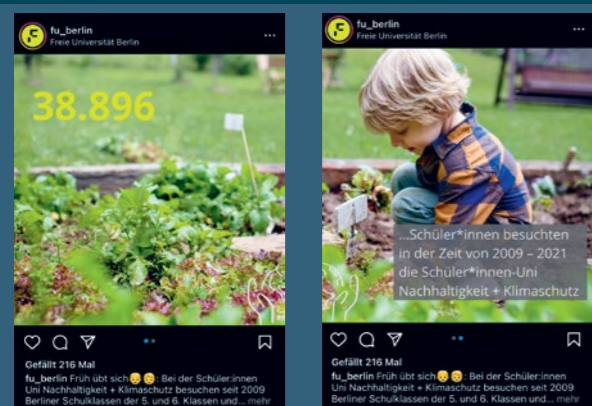 fu_berlin
Freie Universität Berlin
38.896
Gefällt 216 Mal
fu_berlin Früh übt sich: Bei der Schüler:innen
Uni Nachhaltigkeit + Klimaschutz besuchen seit 2009
Berliner Schulklassen der 5. und 6. Klassen und... mehr
fu_berlin
Freie Universität Berlin
...Schüler*innen besuchten
in der Zeit von 2009 – 2021
die Schüler*innen-Uni
Nachhaltigkeit + Klimaschutz
Gefällt 216 Mal
fu_berlin Früh übt sich: Bei der Schüler:innen
Uni Nachhaltigkeit + Klimaschutz besuchen seit 2009
Berliner Schulklassen der 5. und 6. Klassen und... mehr